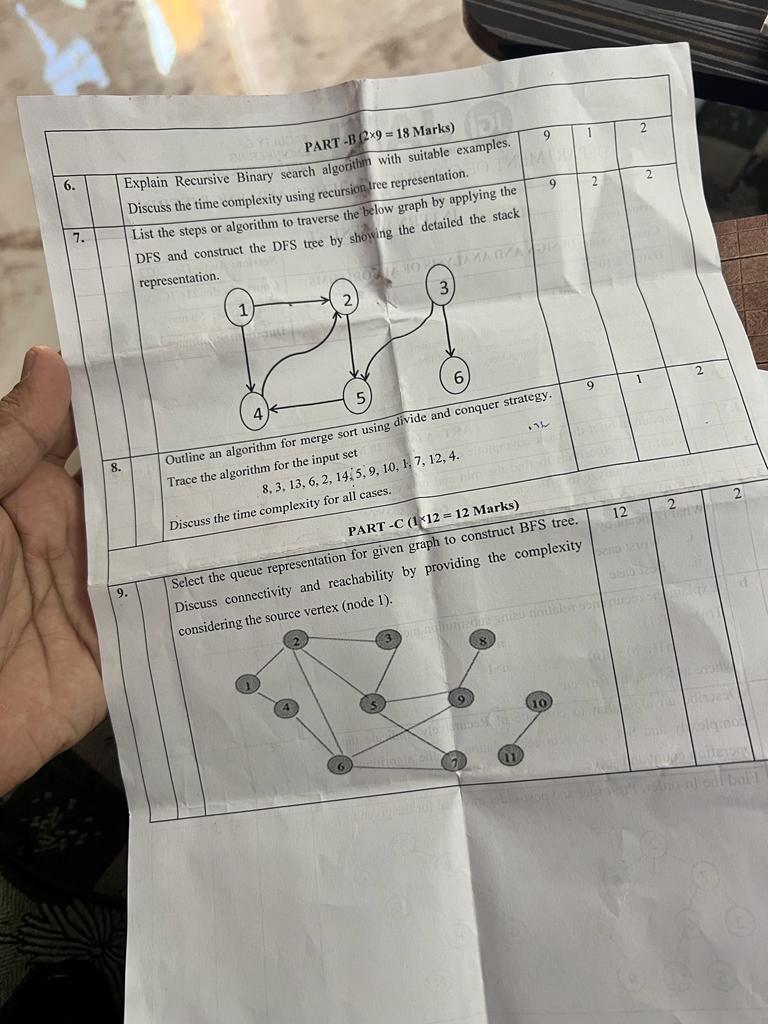 PART -B (2×9 = 18 Marks)
6. Explain Recursive Binary search algorithm with suitable examples. 9 1 2
Discuss the time complexity using recursion tree representation.
7. List the steps or algorithm to traverse the below graph by applying the 9 2 2
DFS and construct the DFS tree by showing the detailed the stack
representation.
1 2 3
4 5 6
8. Outline an algorithm for merge sort using divide and conquer strategy. 9 1 2
Trace the algorithm for the input set
8, 3, 13, 6, 2, 14, 5, 9, 10, 1, 7, 12, 4.
Discuss the time complexity for all cases.
PART -C (1×12 = 12 Marks)
9. Select the queue representation for given graph to construct BFS tree. 12 2 2
Discuss connectivity and reachability by providing the complexity
considering the source vertex (node 1).
2 3 8
1 4 5 9 10
6 7 11